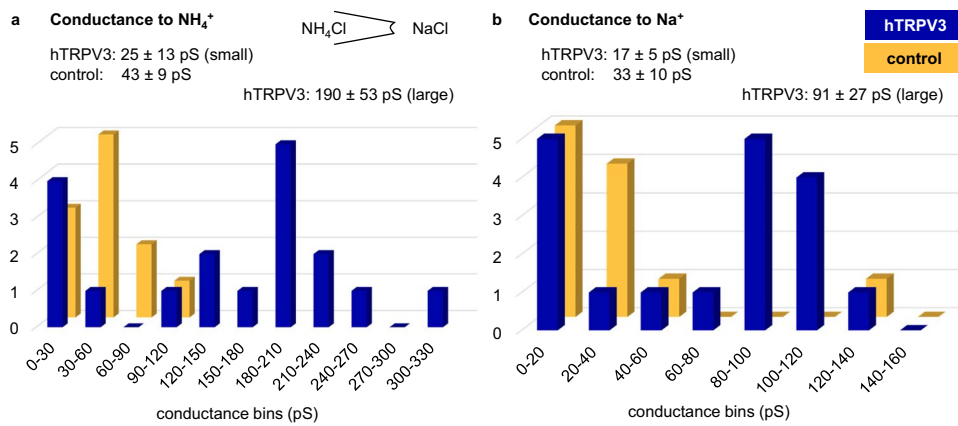 a Conductance to NH₄⁺
NH₄Cl NaCl
hTRPV3: 25 ± 13 pS (small)
control: 43 ± 9 pS
hTRPV3: 190 ± 53 pS (large)
5
4
3
2
1
0
0-30 30-60 60-90 90-120 120-150 150-180 180-210 210-240 240-270 270-300 300-330
conductance bins (pS)
b Conductance to Na⁺
hTRPV3
control
hTRPV3: 17 ± 5 pS (small)
control: 33 ± 10 pS
hTRPV3: 91 ± 27 pS (large)
5
4
3
2
1
0
0-20 20-40 40-60 60-80 80-100 100-120 120-140 140-160
conductance bins (pS)